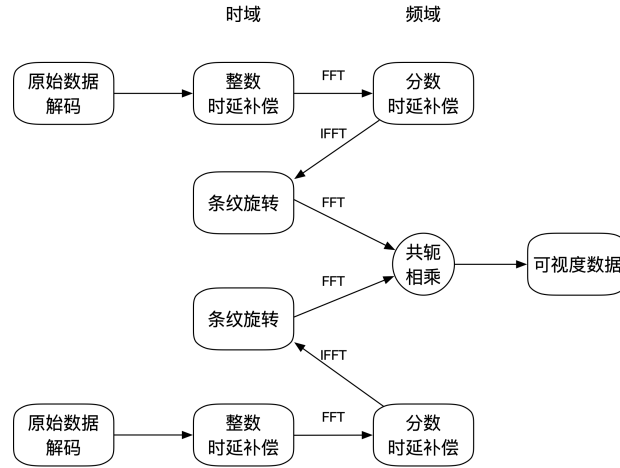 时域
频域
原始数据
解码
整数
时延补偿
FFT
分数
时延补偿
IFFT
条纹旋转
FFT
共轭
相乘
可视度数据
FFT
条纹旋转
IFFT
原始数据
解码
整数
时延补偿
FFT
分数
时延补偿